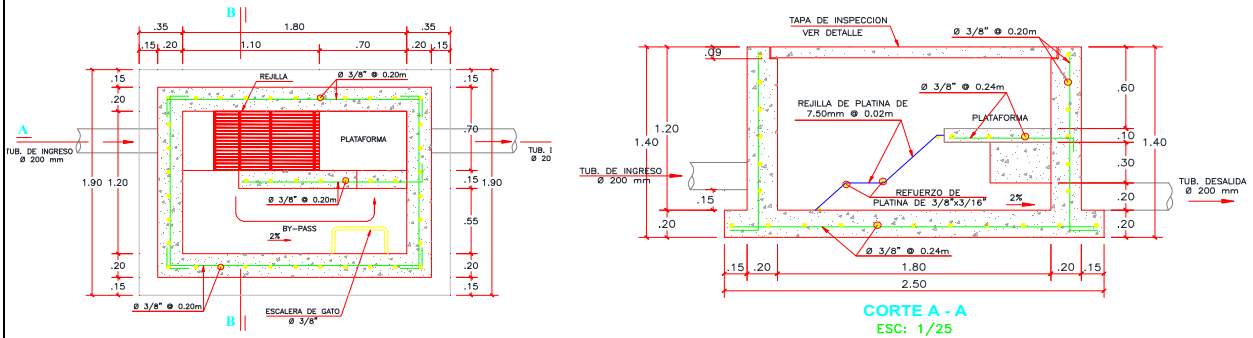 B
.35
1.80
.35
.15
.20
1.10
.70
.20
.15
REJILLA
Ø 3/8" @ 0.20m
.15
.20
1.90
1.20
.20
.15
A
TUB. DE INGRESO
Ø 200 mm
PLATAFORMA
Ø 3/8" @ 0.20m
BY-PASS
2%
ESCALERA DE GATO
Ø 3/8"
Ø 3/8" @ 0.20m
B
.15
.70
.15
1.90
.55
.20
.15
TUB. D
Ø 20
TAPA DE INSPECCION
VER DETALLE
Ø 3/8" @ 0.20m
.09
Ø 3/8" @ 0.24m
REJILLA DE PLATINA DE
7.50mm @ 0.02m
PLATAFORMA
1.20
1.40
TUB. DE INGRESO
Ø 200 mm
.15
.20
REFUERZO DE
PLATINA DE 3/8"x3/16"
2%
Ø 3/8" @ 0.24m
.60
.10
1.40
.30
.20
.20
TUB. DESALIDA
Ø 200 mm
.15
.20
1.80
.20
.15
2.50
CORTE A - A
ESC: 1/25